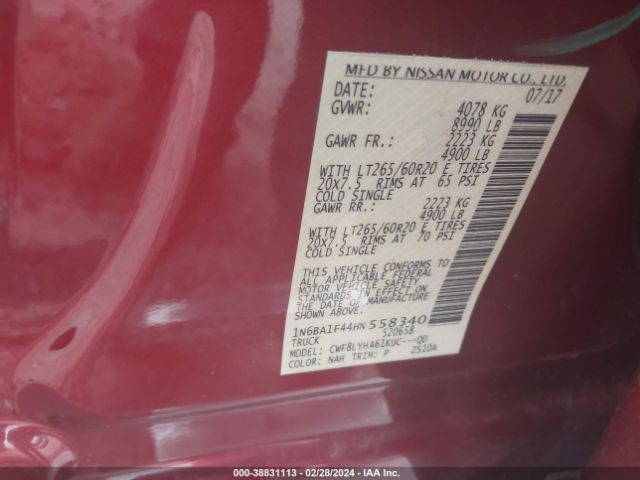 MFD BY NISSAN MOTOR CO., LTD.
DATE: 07/17
GVWR: 4078 KG
8990 LB
GAWR FR.: 2223 KG
4900 LB
WITH LT265/60R20 E TIRES
20X7.5 RIMS AT 65 PSI
COLD SINGLE
GAWR RR.: 2223 KG
4900 LB
WITH LT265/60R20 E TIRES
20X7.5 RIMS AT 70 PSI
COLD SINGLE
THIS VEHICLE CONFORMS TO
ALL APPLICABLE FEDERAL
MOTOR VEHICLE SAFETY
STANDARDS IN EFFECT ON
THE DATE OF MANUFACTURE
SHOWN ABOVE.
1N6BA1F44HN558340
TRUCK 520658
MODEL: CWF8LYHA61KUC---QD
COLOR: NAH TRIM: P ZS10A
000-38831113 - 02/28/2024 - IAA Inc.